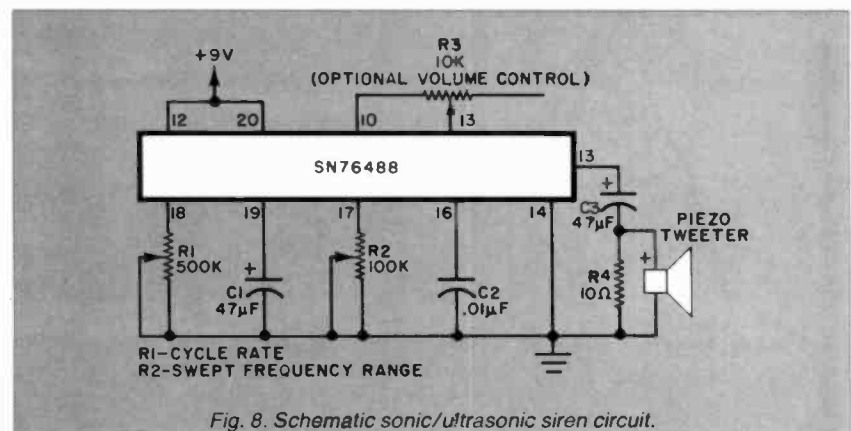 +9V
R3
10K
(OPTIONAL VOLUME CONTROL)
12
20
10
13
SN76488
13
18
19
17
16
14
R1
500K
+
C1
47µF
R2
100K
C2
.01µF
+
C3
47µF
R4
10Ω
PIEZO
TWEETER
+
R1-CYCLE RATE
R2-SWEPT FREQUENCY RANGE
Fig. 8. Schematic sonic/ultrasonic siren circuit.